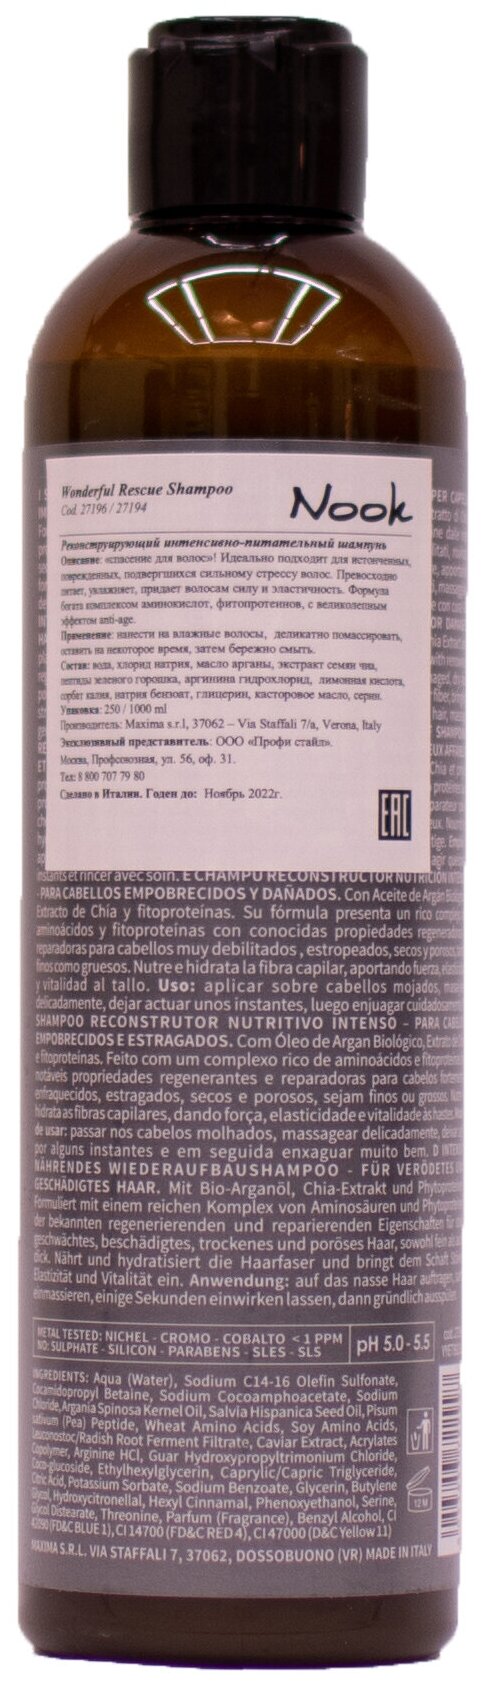 Wonderful Rescue Shampoo
Cod. 27196 / 27194
Nook
Реконструирующий интенсивно-питательный шампунь
Описание: «спасение для волос»! Идеально подходит для истонченных,
поврежденных, подвергшихся сильному стрессу волос. Превосходно
питает, увлажняет, придает волосам силу и эластичность. Формула
богата комплексом аминокислот, фитопротеинов, с великолепным
эффектом anti-age.
Применение: нанести на влажные волосы, деликатно помассировать,
оставить на некоторое время, затем бережно смыть.
Состав: вода, хлорид натрия, масло арганы, экстракт семян чиа,
пептиды зеленого горошка, аргинина гидрохлорид, лимонная кислота,
сорбат калия, натрия бензоат, глицерин, касторовое масло, серин.
Упаковка: 250 / 1000 ml
Производитель: Maxima s.r.l, 37062 – Via Staffali 7/a, Verona, Italy
Эксклюзивный представитель: ООО «Профи стайл».
Москва, Профсоюзная, ул. 56, оф. 31.
Тел: 8 800 707 79 80
Сделано в Италии. Годен до: Ноябрь 2022г.
EAC
instants et rincer avec soin. E CHAMPÚ RECONSTRUCTOR NUTRICIÓN
- PARA CABELLOS EMPOBRECIDOS Y DAÑADOS. Con Aceite de Argán
Extracto de Chía y fitoproteínas. Su fórmula presenta un rico
aminoácidos y fitoproteínas con conocidas propiedades
reparadoras para cabellos muy debilitados , estropeados, secos y porosos,
finos como gruesos. Nutre e hidrata la fibra capilar, aportando fuerza,
y vitalidad al tallo. Uso: aplicar sobre cabellos mojados,
delicadamente, dejar actuar unos instantes, luego enjuagar cuidadosamente.
SHAMPOO RECONSTRUTOR NUTRITIVO INTENSO - PARA
EMPOBRECIDOS E ESTRAGADOS. Com Óleo de Argan Biológico, Extrato de
e fitoproteínas. Feito com um complexo rico de aminoácidos e
notáveis propriedades regenerantes e reparadoras para cabelos
enfraquecidos, estragados, secos e porosos, sejam finos ou grossos.
hidrata as fibras capilares, dando força, elasticidade e vitalidade às hastes.
de usar: passar nos cabelos molhados, massagear delicadamente,
por alguns instantes e em seguida enxaguar muito bem. D
NÄHRENDES WIEDERAUFBAUSHAMPOO - FÜR VERÖDETES
GESCHÄDIGTES HAAR. Mit Bio-Arganöl, Chia-Extrakt und
Formuliert mit einem reichen Komplex von Aminosäuren und
der bekannten regenerierenden und reparierenden Eigenschaften für
geschwächtes, beschädigtes, trockenes und poröses Haar, sowohl fein als
dick. Nährt und hydratisiert die Haarfaser und bringt dem Schaft
Elastizität und Vitalität ein. Anwendung: auf das nasse Haar auftragen,
einmassieren, einige Sekunden einwirken lassen, dann gründlich ausspülen.
METAL TESTED: NICHEL - CROMO - COBALTO < 1 PPM
NO: SULPHATE - SILICON - PARABENS - SLES - SLS
pH 5.0 - 5.5
INGREDIENTS: Aqua (Water), Sodium C14-16 Olefin Sulfonate,
Cocamidopropyl Betaine, Sodium Cocoamphoacetate, Sodium
Chloride, Argania Spinosa Kernel Oil, Salvia Hispanica Seed Oil, Pisum
sativum (Pea) Peptide, Wheat Amino Acids, Soy Amino Acids,
Leuconostoc/Radish Root Ferment Filtrate, Caviar Extract, Acrylates
Copolymer, Arginine HCl, Guar Hydroxypropyltrimonium Chloride,
Coco-glucoside, Ethylhexylglycerin, Caprylic/Capric Triglyceride,
Citric Acid, Potassium Sorbate, Sodium Benzoate, Glycerin, Butylene
Glycol, Hydroxycitronellal, Hexyl Cinnamal, Phenoxyethanol, Serine,
Glycol Distearate, Threonine, Parfum (Fragrance), Benzyl Alcohol, CI
42090 (FD&C BLUE 1), CI 14700 (FD&C RED 4), CI 47000 (D&C Yellow 11)
12 M
MAXIMA S.R.L. VIA STAFFALI 7, 37062, DOSSOBUONO (VR) MADE IN ITALY